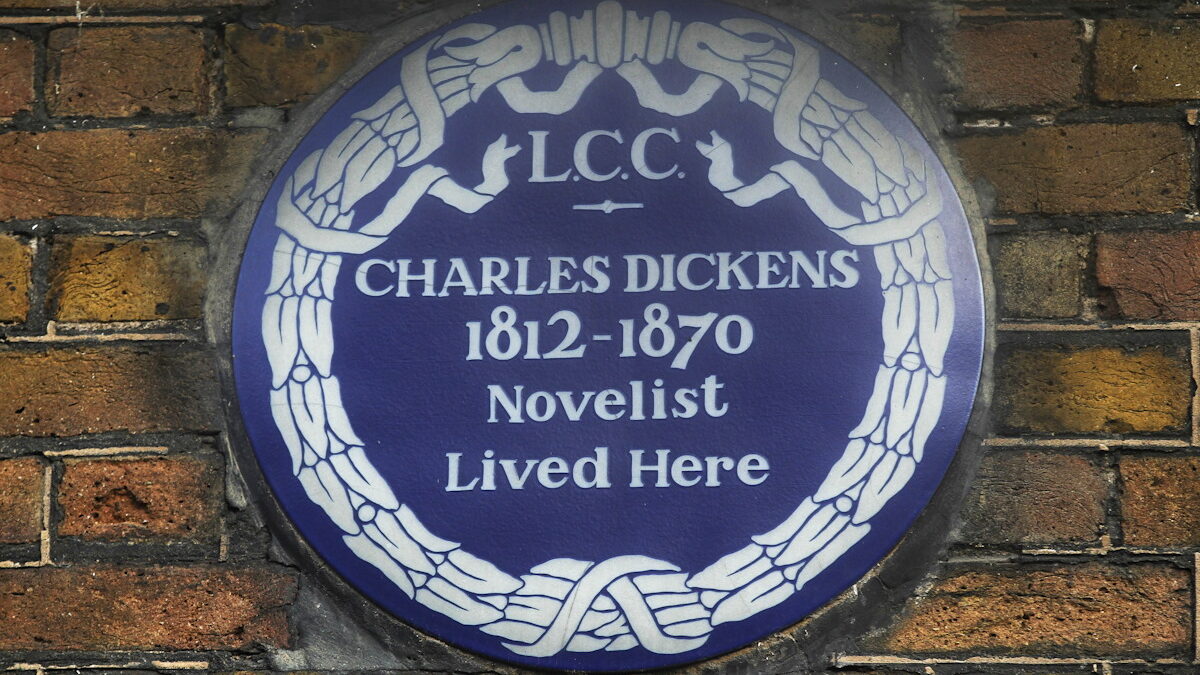 L.C.C.
CHARLES DICKENS
1812-1870
Novelist
Lived Here